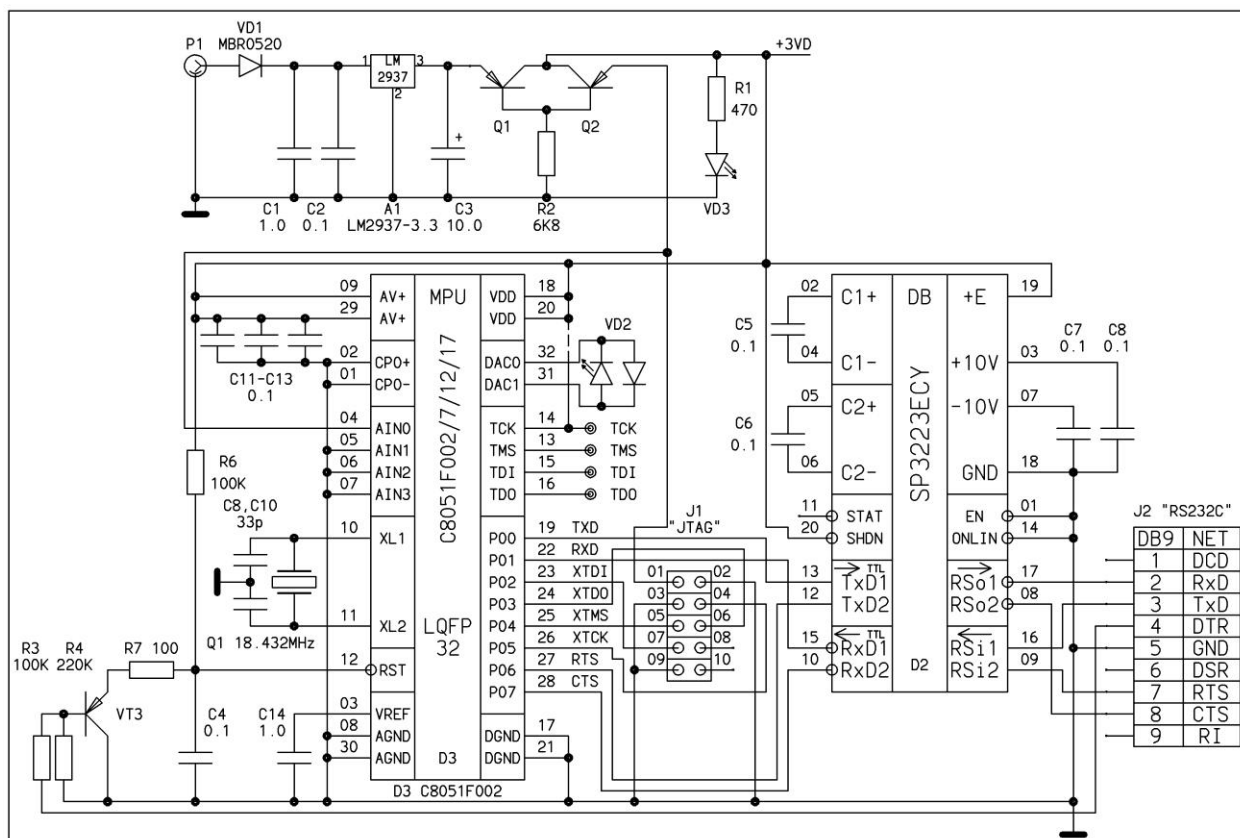 P1
VD1
MBR0520
1
LM
2937
3
2
+3VD
Q1
Q2
R1
470
+
C1
1.0
C2
0.1
A1
LM2937-3.3
C3
10.0
R2
6K8
VD3
09 AV+
29 AV+
02 CP0+
01 CP0-
04 AIN0
05 AIN1
06 AIN2
07 AIN3
10 XL1
11 XL2
12 RST
03 VREF
08 AGND
30 AGND
MPU
C8051F002/7/12/17
LQFP
32
D3
VDD 18
VDD 20
DAC0 32
DAC1 31
TCK 14 TCK
TMS 13 TMS
TDI 15 TDI
TDO 16 TDO
P00 19 TXD
P01 22 RXD
P02 23 XTDI
P03 24 XTDO
P04 25 XTMS
P05 26 XTCK
P06 27 RTS
P07 28 CTS
DGND 17
DGND 21
D3 C8051F002
VD2
C11-C13
0.1
R6
100K
C8,C10
33p
Q1 18.432MHz
R3
100K
R4
220K
R7 100
VT3
C4
0.1
C14
1.0
J1
"JTAG"
01 02
03 04
05 06
07 08
09 10
C5
0.1
C6
0.1
02 C1+
04 C1-
05 C2+
06 C2-
11 STAT
20 SHDN
13 TTL TxD1
12 TxD2
15 TTL RxD1
10 RxD2
DB
SP3223ECY
D2
+E 19
+10V 03
-10V 07
GND 18
EN 01
ONLIN 14
RSo1 17
RSo2 08
RSi1 16
RSi2 09
C7
0.1
C8
0.1
J2 "RS232C"
DB9 NET
1 DCD
2 RxD
3 TxD
4 DTR
5 GND
6 DSR
7 RTS
8 CTS
9 RI